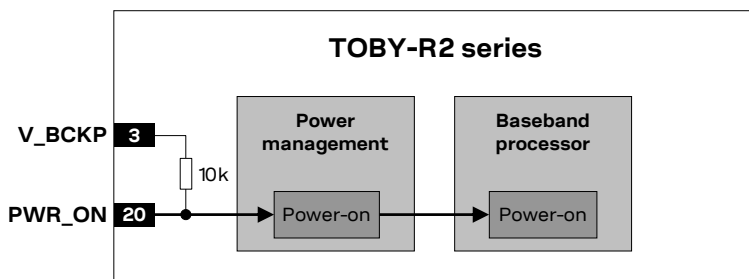 TOBY-R2 series
V_BCKP 3
10k
PWR_ON 20
Power
management
Power-on
Baseband
processor
Power-on